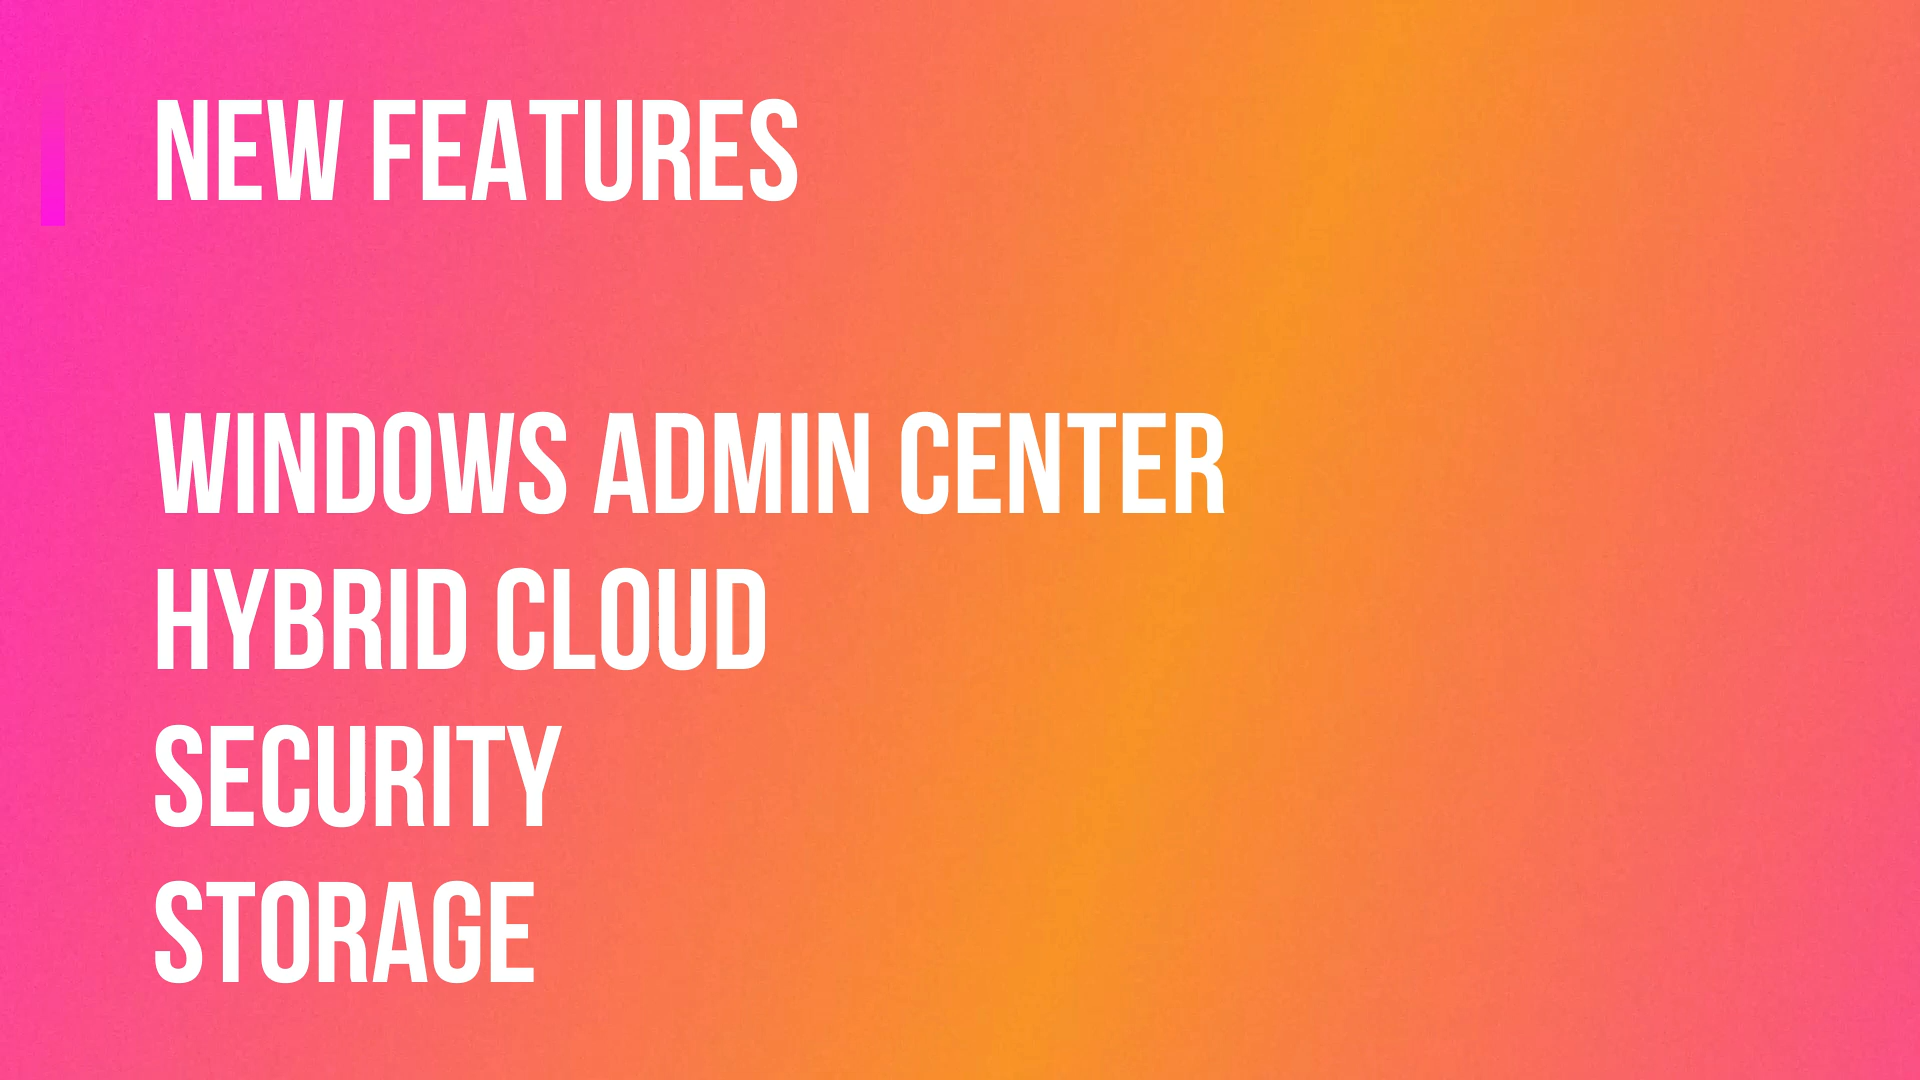 NEW FEATURES
WINDOWS ADMIN CENTER
HYBRID CLOUD
SECURITY
STORAGE